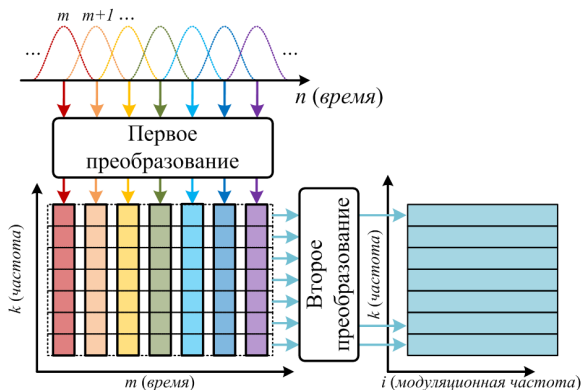 m m+1 ...
... ...
n (время)
Первое
преобразование
k (частота)
Второе
преобразование
k (частота)
m (время)
i (модуляционная частота)